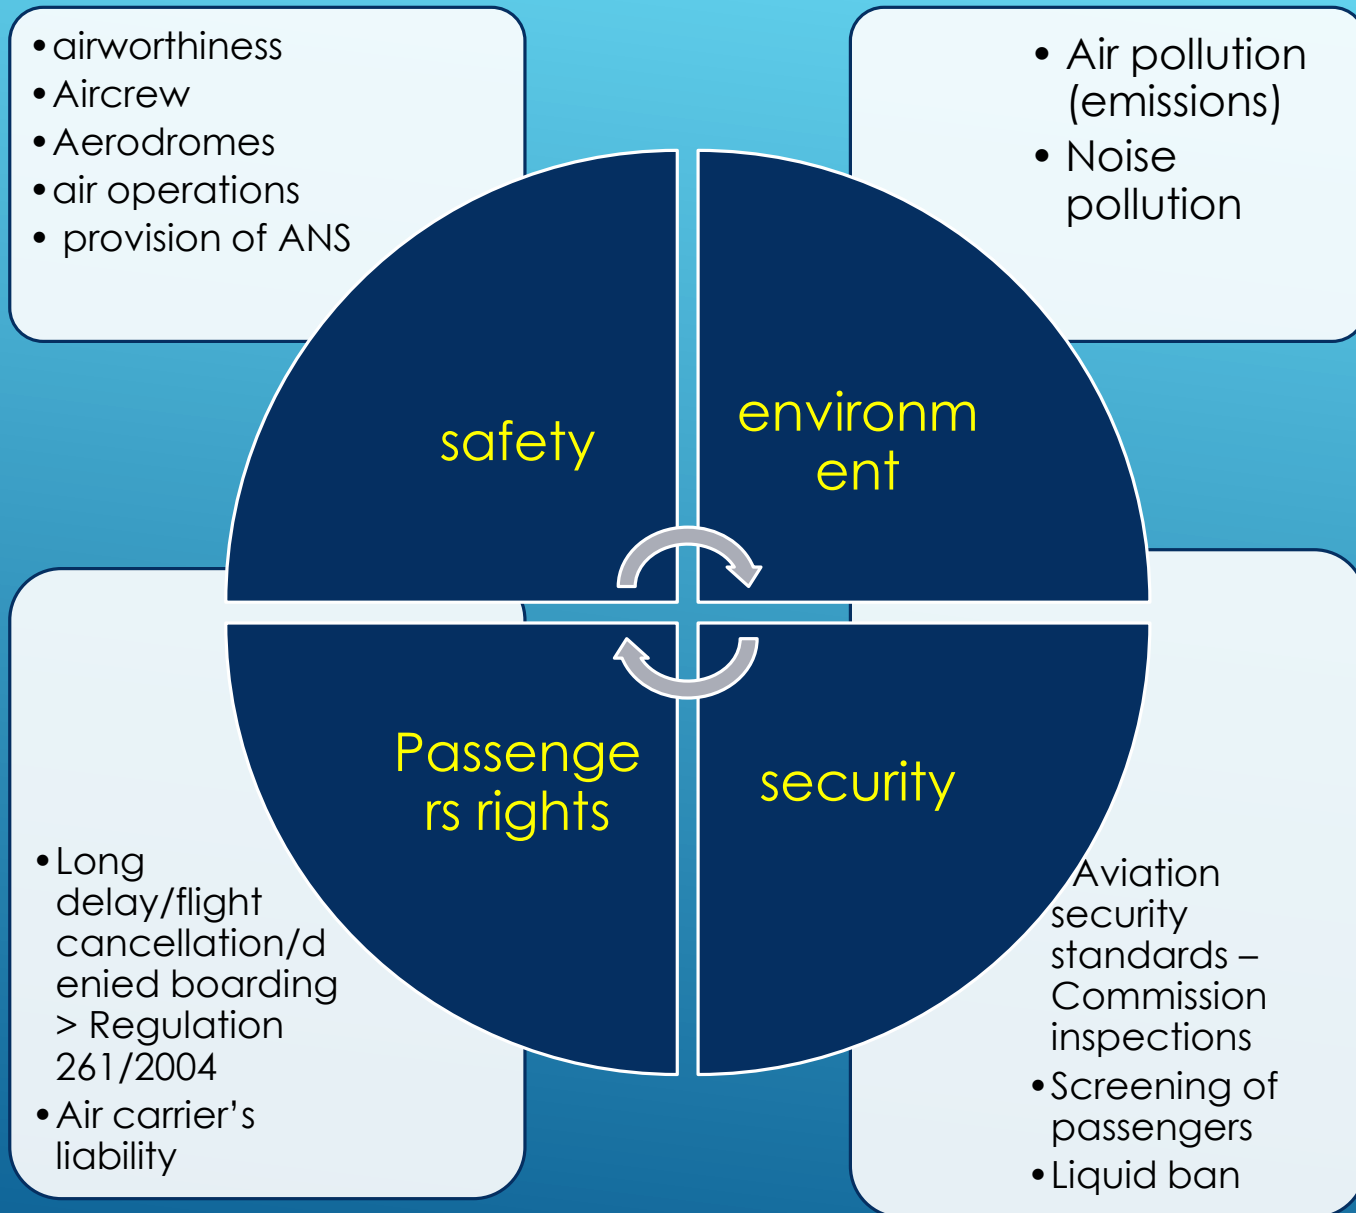 •airworthiness
•Aircrew
•Aerodromes
•air operations
• provision of ANS
• Air pollution
(emissions)
• Noise
pollution
safety
environm
ent
Passenge
rs rights
security
•Long
delay/flight
cancellation/d
enied boarding
> Regulation
261/2004
•Air carrier’s
liability
Aviation
security
standards –
Commission
inspections
•Screening of
passengers
•Liquid ban